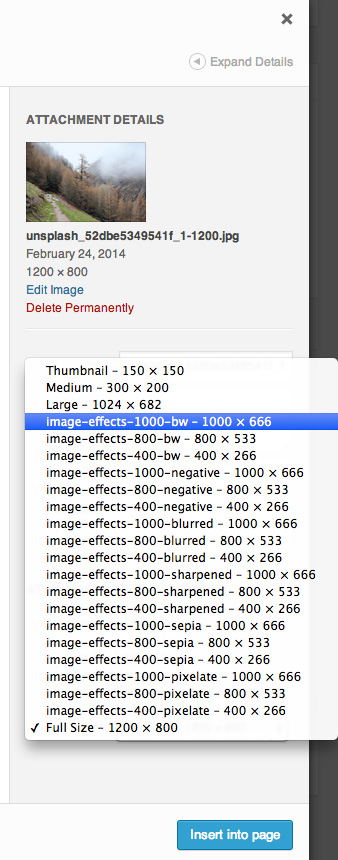 Expand Details
ATTACHMENT DETAILS
unsplash_52dbe5349541f_1-1200.jpg
February 24, 2014
1200 × 800
Edit Image
Delete Permanently
Thumbnail – 150 × 150
Medium – 300 × 200
Large – 1024 × 682
image-effects-1000-bw – 1000 × 666
image-effects-800-bw – 800 × 533
image-effects-400-bw – 400 × 266
image-effects-1000-negative – 1000 × 666
image-effects-800-negative – 800 × 533
image-effects-400-negative – 400 × 266
image-effects-1000-blurred – 1000 × 666
image-effects-800-blurred – 800 × 533
image-effects-400-blurred – 400 × 266
image-effects-1000-sharpened – 1000 × 666
image-effects-800-sharpened – 800 × 533
image-effects-400-sharpened – 400 × 266
image-effects-1000-sepia – 1000 × 666
image-effects-800-sepia – 800 × 533
image-effects-400-sepia – 400 × 266
image-effects-1000-pixelate – 1000 × 666
image-effects-800-pixelate – 800 × 533
image-effects-400-pixelate – 400 × 266
✓ Full Size – 1200 × 800
Insert into page